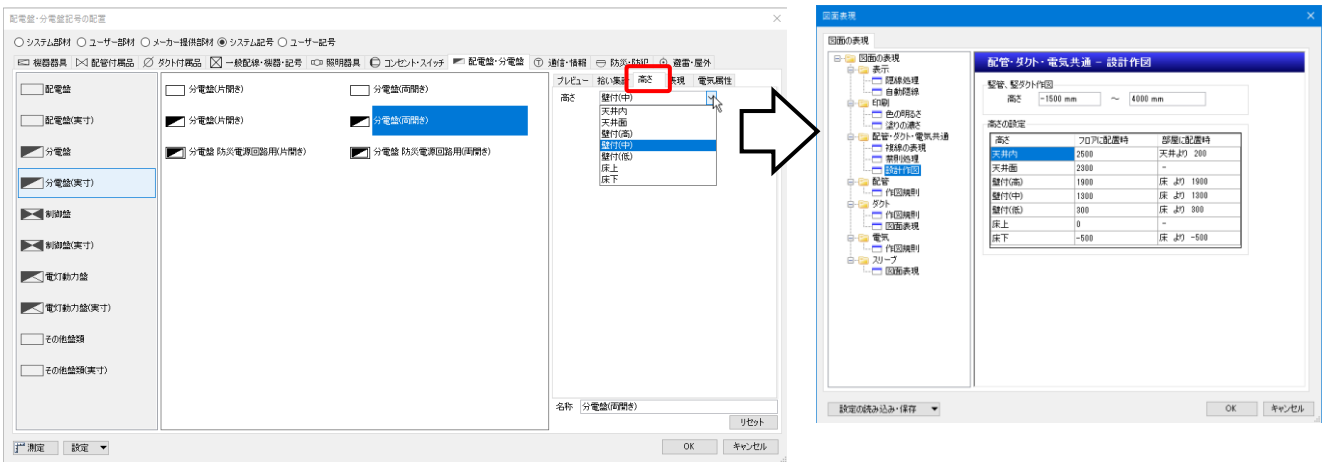 配電盤・分電盤記号の配置
システム部材 ユーザー部材 メーカー提供部材 システム記号 ユーザー記号
機器器具 配管付属品 ダクト付属品 一般配線・機器・記号 照明器具 コンセント・スイッチ 配電盤・分電盤 通信・情報 防災・防犯 避雷・屋外
配電盤
配電盤(実寸)
分電盤
分電盤(実寸)
制御盤
制御盤(実寸)
電灯動力盤
電灯動力盤(実寸)
その他盤類
その他盤類(実寸)
分電盤(片開き) 分電盤(両開き)
分電盤(片開き) 分電盤(両開き)
分電盤 防災電源回路用(片開き) 分電盤 防災電源回路用(両開き)
プレビュー 拾い集計 高さ 表現 電気属性
高さ 壁付(中)
天井内
天井面
壁付(高)
壁付(中)
壁付(低)
床上
床下
名称 分電盤(両開き)
リセット
測定 設定 OK キャンセル
図面表現
図面の表現
図面の表現
表示
隠線処理
自動隠線
印刷
色の明るさ
塗りの濃さ
配管・ダクト・電気共通
複線の表現
禁則処理
設計作図
配管
作図規則
ダクト
作図規則
図面表現
電気
作図規則
スリーブ
図面表現
配管・ダクト・電気共通 - 設計作図
竪管、竪ダクト作図
高さ -1500 mm ～ 4000 mm
高さの設定
高さ フロアに配置時 部屋に配置時
天井内 2500 天井より 200
天井面 2300 -
壁付(高) 1900 床 より 1900
壁付(中) 1300 床 より 1300
壁付(低) 300 床 より 300
床上 0 -
床下 -500 床 より -500
設定の読み込み・保存 OK キャンセル